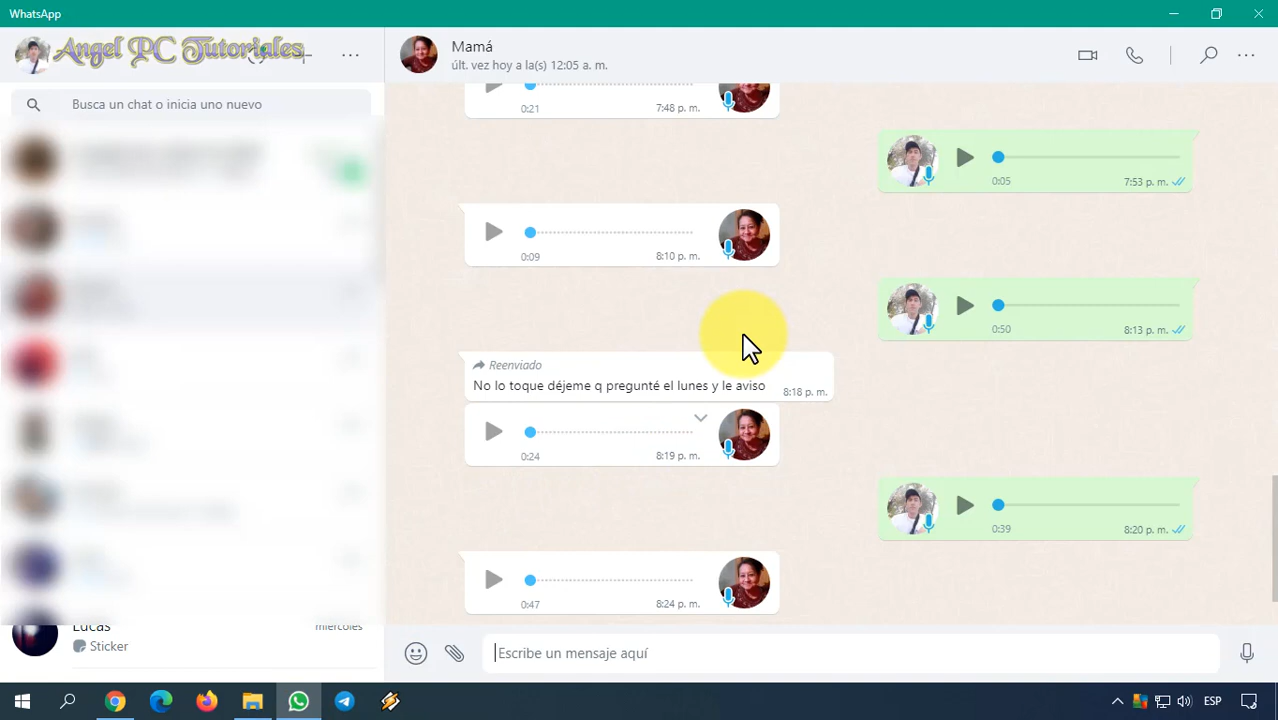 WhatsApp
Angel PC Tutoriales
Mamá
últ. vez hoy a la(s) 12:05 a. m.
Busca un chat o inicia uno nuevo
0:21
7:48 p. m.
0:05
7:53 p. m.
0:09
8:10 p. m.
0:50
8:13 p. m.
Reenviado
No lo toque déjeme q pregunté el lunes y le aviso
8:18 p. m.
0:24
8:19 p. m.
0:39
8:20 p. m.
0:47
8:24 p. m.
Lucas
miércoles
Sticker
Escribe un mensaje aquí
ESP